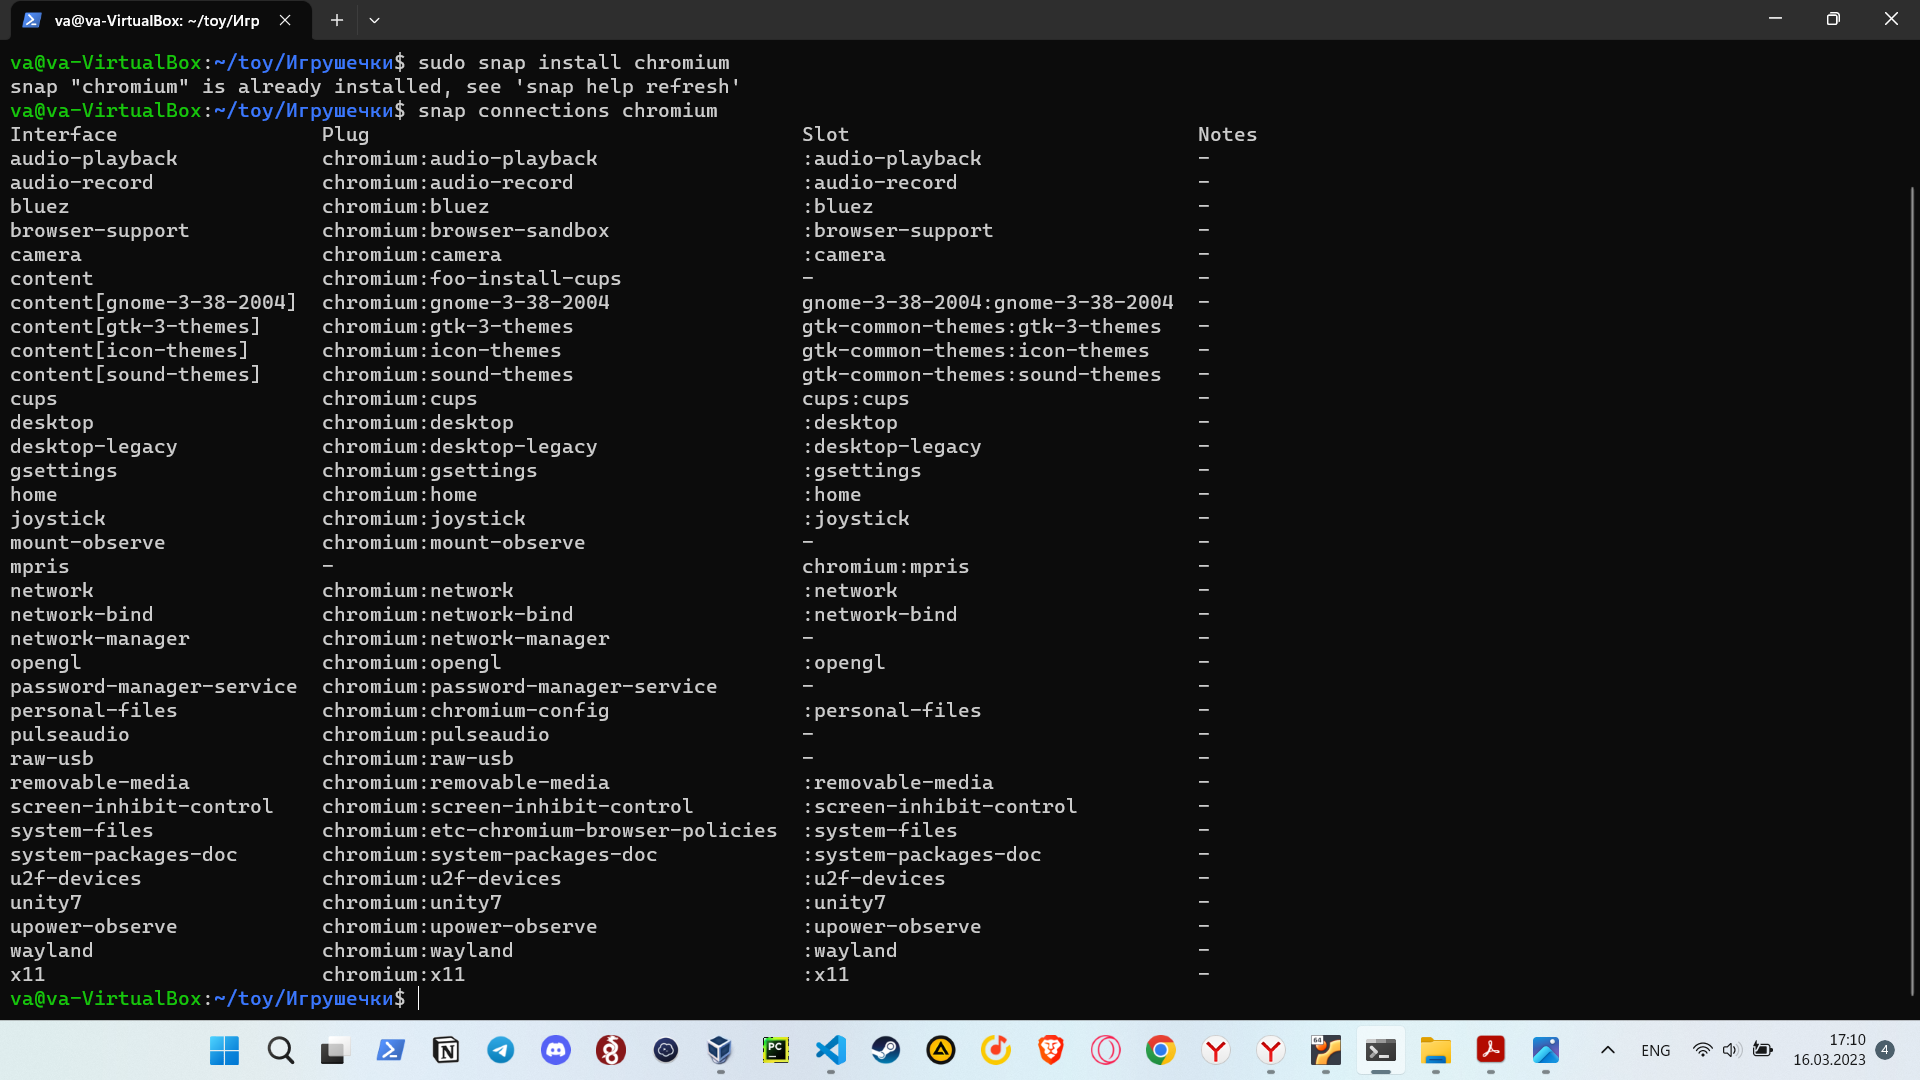 va@va-VirtualBox: ~/toy/Игр
va@va-VirtualBox:~/toy/Игрушечки$ sudo snap install chromium
snap "chromium" is already installed, see 'snap help refresh'
va@va-VirtualBox:~/toy/Игрушечки$ snap connections chromium
Interface Plug Slot Notes
audio-playback chromium:audio-playback :audio-playback -
audio-record chromium:audio-record :audio-record -
bluez chromium:bluez :bluez -
browser-support chromium:browser-sandbox :browser-support -
camera chromium:camera :camera -
content chromium:foo-install-cups - -
content[gnome-3-38-2004] chromium:gnome-3-38-2004 gnome-3-38-2004:gnome-3-38-2004 -
content[gtk-3-themes] chromium:gtk-3-themes gtk-common-themes:gtk-3-themes -
content[icon-themes] chromium:icon-themes gtk-common-themes:icon-themes -
content[sound-themes] chromium:sound-themes gtk-common-themes:sound-themes -
cups chromium:cups cups:cups -
desktop chromium:desktop :desktop -
desktop-legacy chromium:desktop-legacy :desktop-legacy -
gsettings chromium:gsettings :gsettings -
home chromium:home :home -
joystick chromium:joystick :joystick -
mount-observe chromium:mount-observe - -
mpris - chromium:mpris -
network chromium:network :network -
network-bind chromium:network-bind :network-bind -
network-manager chromium:network-manager - -
opengl chromium:opengl :opengl -
password-manager-service chromium:password-manager-service - -
personal-files chromium:chromium-config :personal-files -
pulseaudio chromium:pulseaudio - -
raw-usb chromium:raw-usb - -
removable-media chromium:removable-media :removable-media -
screen-inhibit-control chromium:screen-inhibit-control :screen-inhibit-control -
system-files chromium:etc-chromium-browser-policies :system-files -
system-packages-doc chromium:system-packages-doc :system-packages-doc -
u2f-devices chromium:u2f-devices :u2f-devices -
unity7 chromium:unity7 :unity7 -
upower-observe chromium:upower-observe :upower-observe -
wayland chromium:wayland :wayland -
x11 chromium:x11 :x11 -
va@va-VirtualBox:~/toy/Игрушечки$
PC
64
ENG
17:10
16.03.2023
4